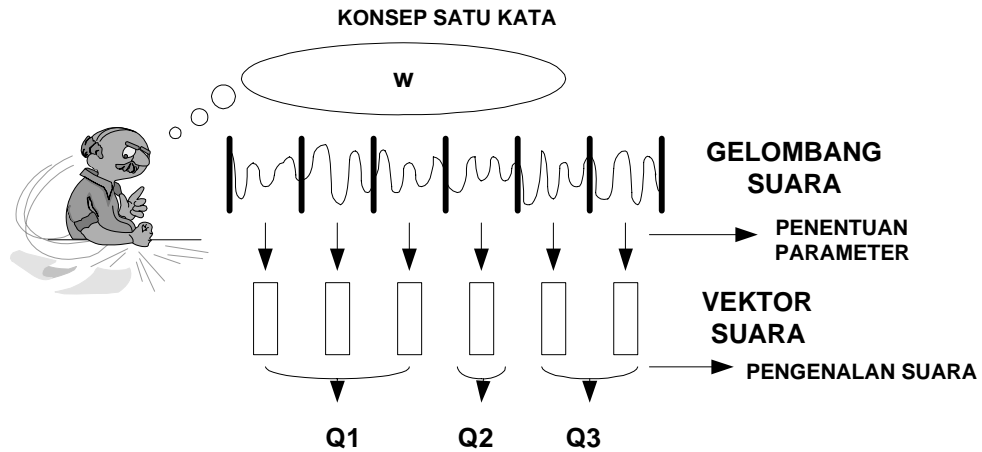 KONSEP SATU KATA
w
GELOMBANG
SUARA
PENENTUAN
PARAMETER
VEKTOR
SUARA
PENGENALAN SUARA
Q1 Q2 Q3